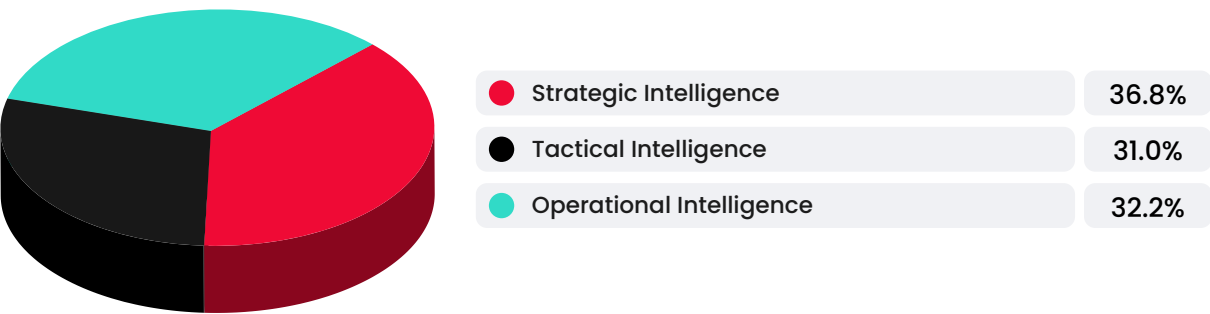 Strategic Intelligence 36.8%
Tactical Intelligence 31.0%
Operational Intelligence 32.2%